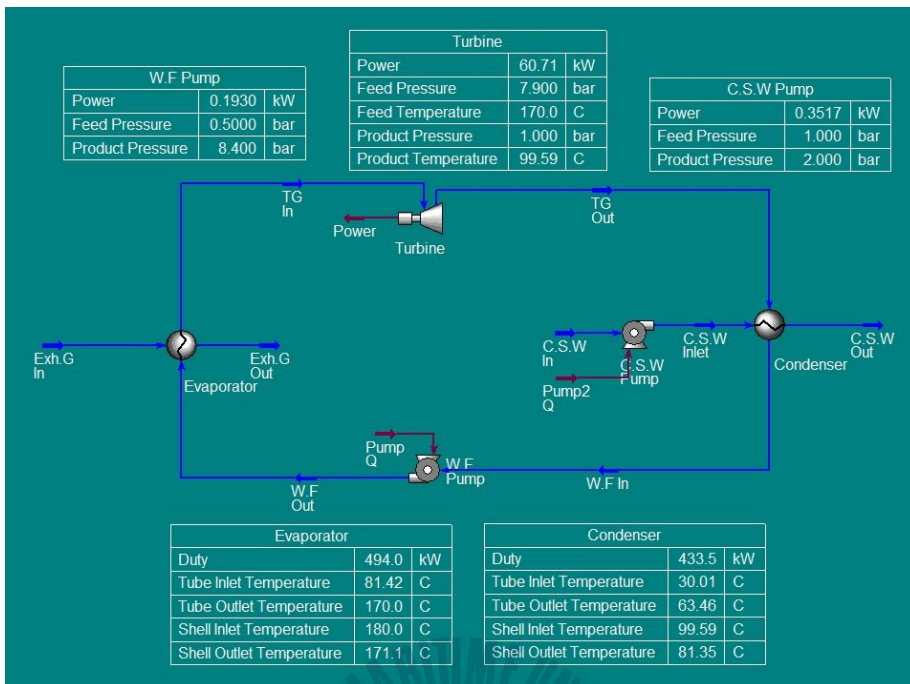 Turbine
Power 60.71 kW
Feed Pressure 7.900 bar
Feed Temperature 170.0 C
Product Pressure 1.000 bar
Product Temperature 99.59 C
W.F Pump
Power 0.1930 kW
Feed Pressure 0.5000 bar
Product Pressure 8.400 bar
C.S.W Pump
Power 0.3517 kW
Feed Pressure 1.000 bar
Product Pressure 2.000 bar
TG
In
Power
Turbine
TG
Out
Exh.G
In
Exh.G
Out
Evaporator
C.S.W
In
Pump2
Q
C.S.W
Pump
C.S.W
Inlet
C.S.W
Out
Condenser
Pump
Q
W.F
Pump
W.F In
W.F
Out
Evaporator
Duty 494.0 kW
Tube Inlet Temperature 81.42 C
Tube Outlet Temperature 170.0 C
Shell Inlet Temperature 180.0 C
Shell Outlet Temperature 171.1 C
Condenser
Duty 433.5 kW
Tube Inlet Temperature 30.01 C
Tube Outlet Temperature 63.46 C
Shell Inlet Temperature 99.59 C
Shell Outlet Temperature 81.35 C